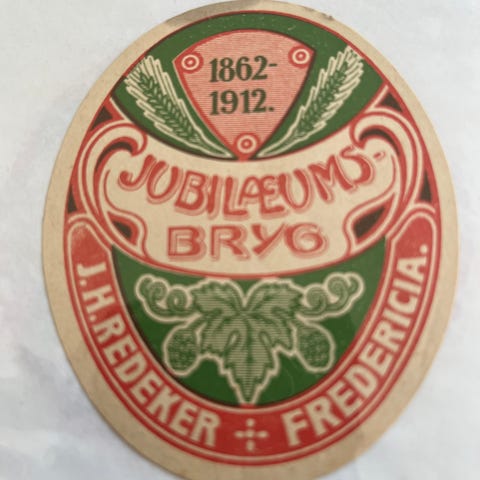 1862-
1912.
JUBILÆUMS-
BRYG
J.H.REDEKER + FREDERICIA.